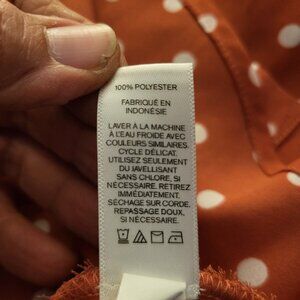 100% POLYESTER
FABRIQUÉ EN
INDONÉSIE
LAVER À LA MACHINE
À L'EAU FROIDE AVEC
COULEURS SIMILAIRES.
CYCLE DÉLICAT.
UTILISEZ SEULEMENT
DU JAVELLISANT
SANS CHLORE, SI
NÉCESSAIRE. RETIREZ
IMMÉDIATEMENT.
SÉCHAGE SUR CORDE.
REPASSAGE DOUX,
SI NÉCESSAIRE.